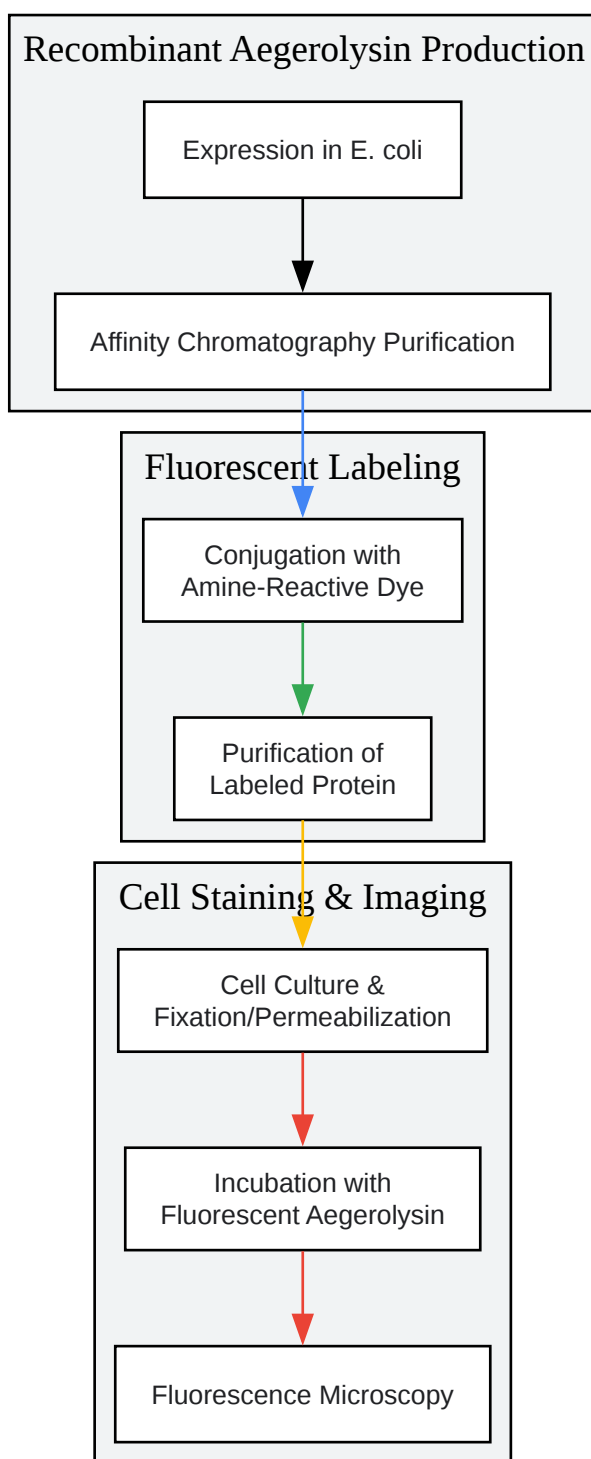 Recombinant Aegerolysin Production
Expression in E. coli
Affinity Chromatography Purification
Fluorescent Labeling
Conjugation with
Amine-Reactive Dye
Purification of
Labeled Protein
Cell Staining & Imaging
Cell Culture &
Fixation/Permeabilization
Incubation with
Fluorescent Aegerolysin
Fluorescence Microscopy